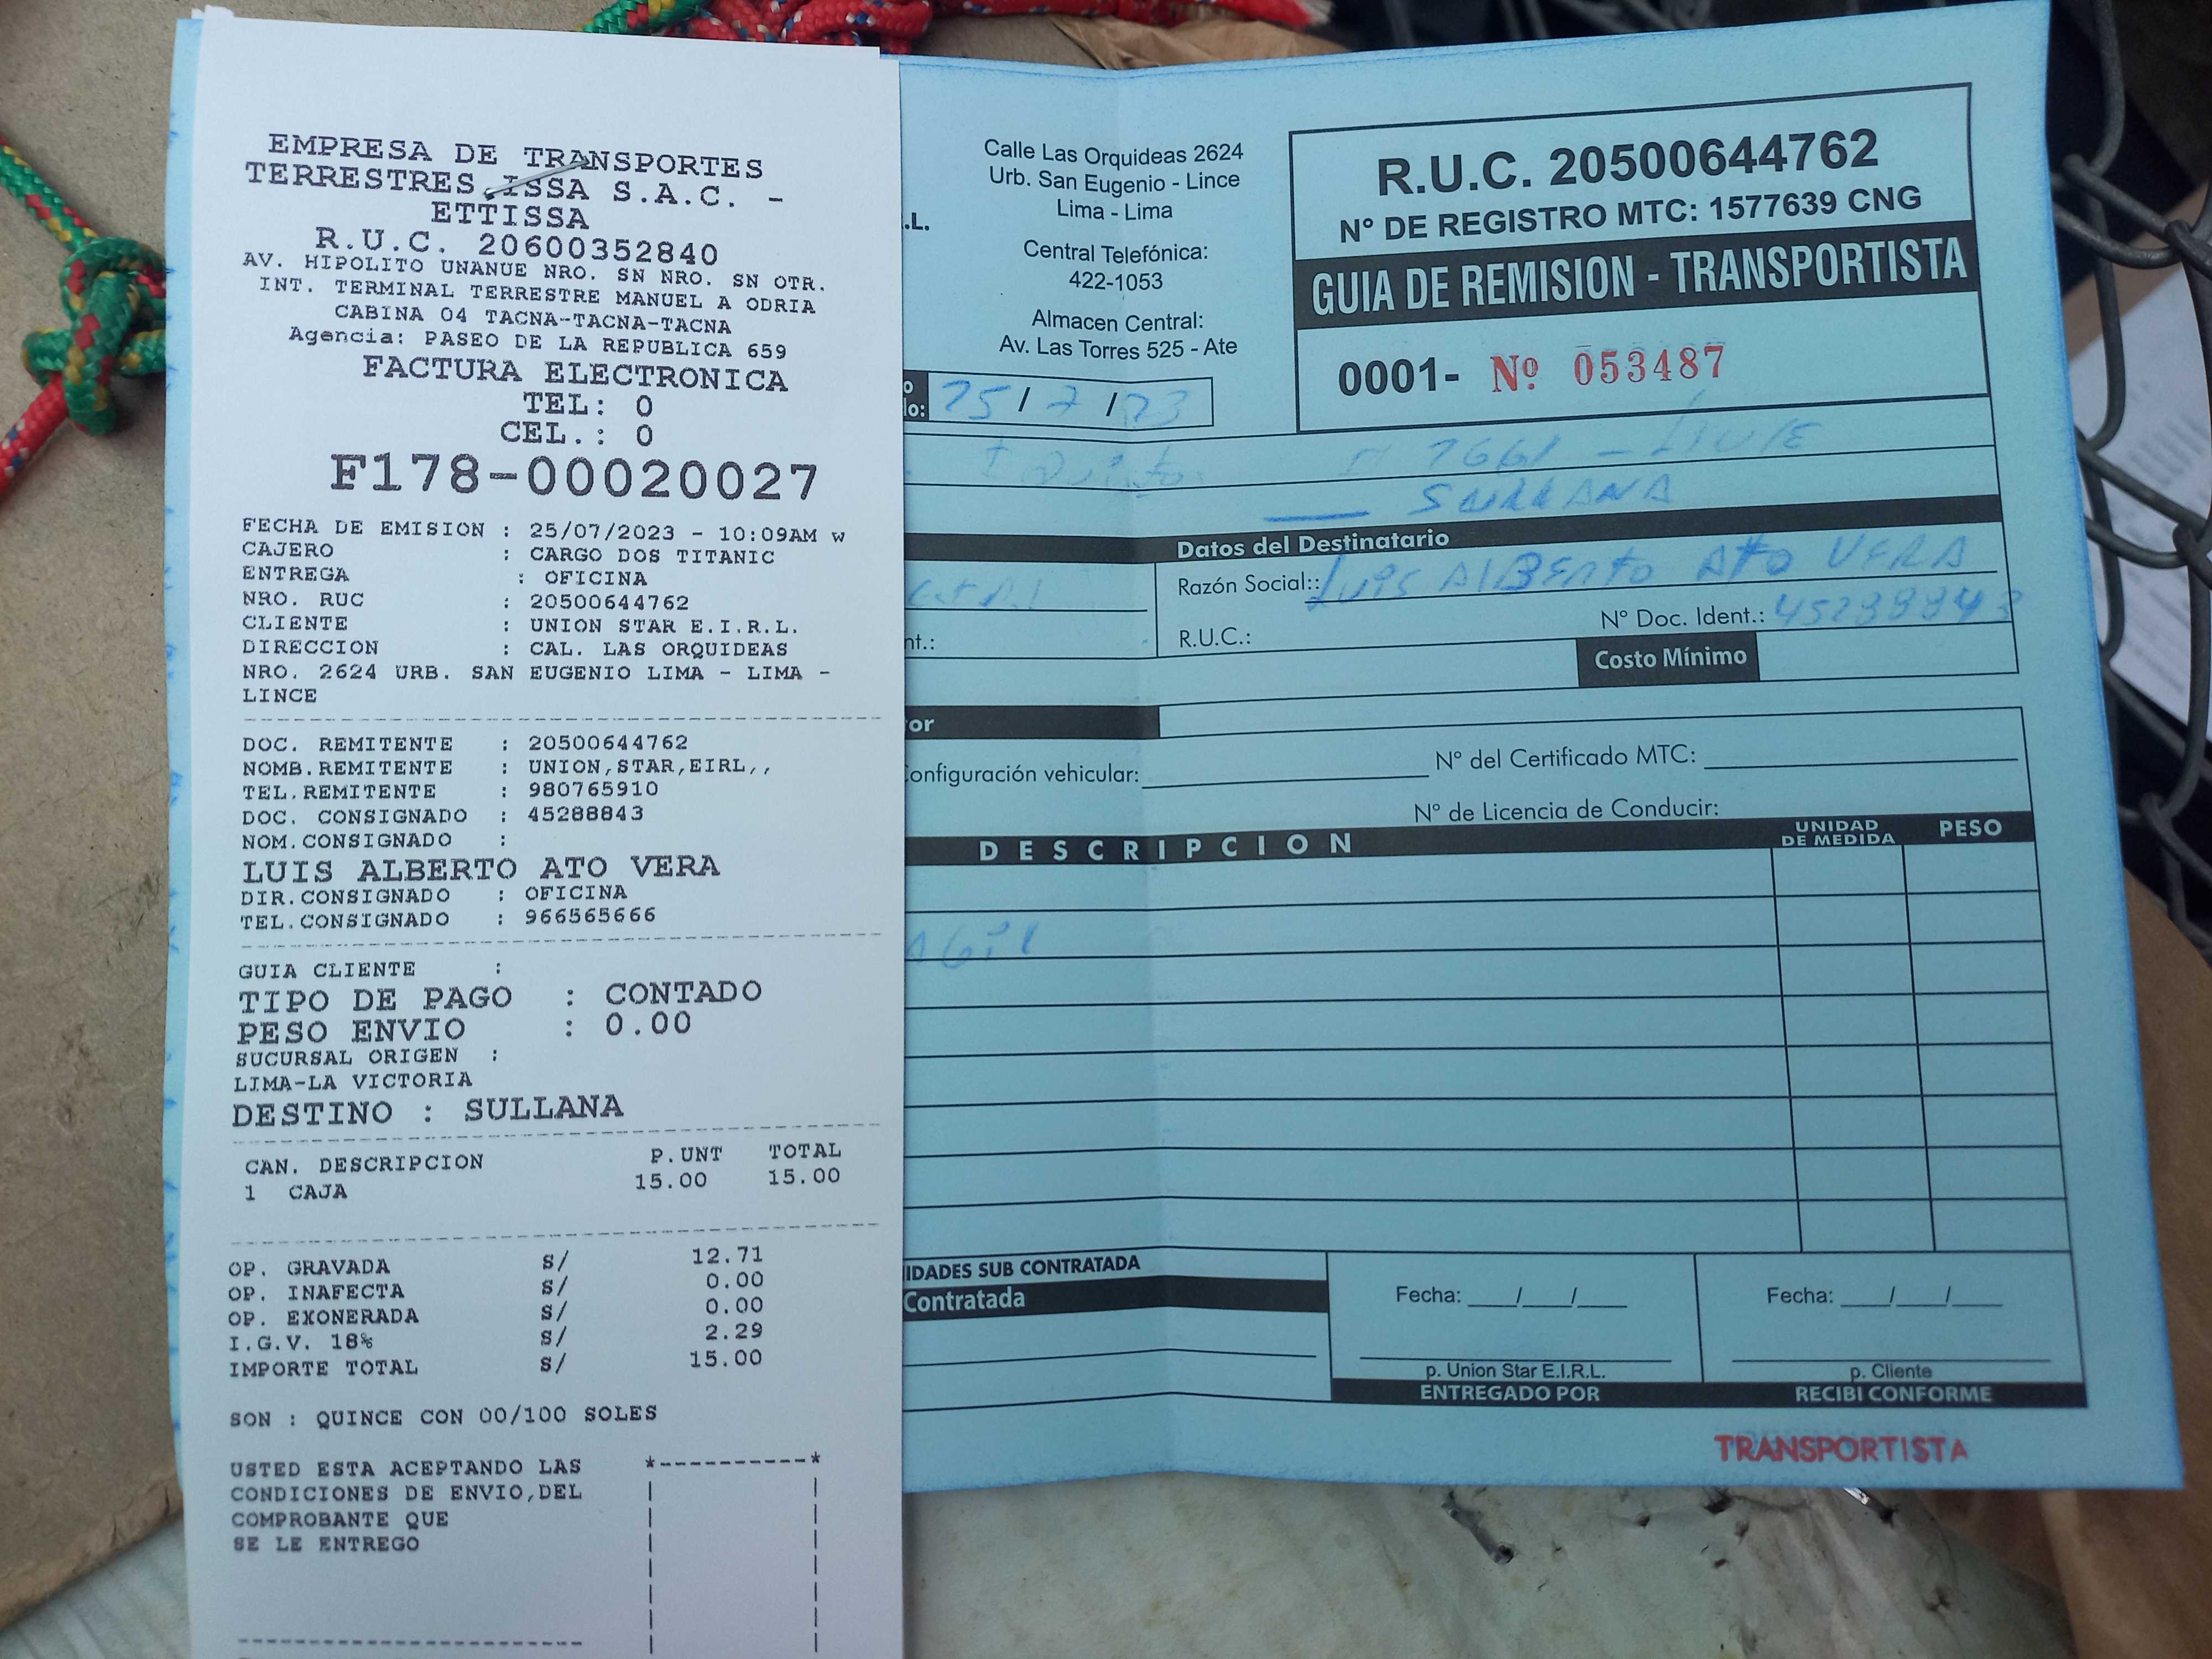 EMPRESA DE TRANSPORTES
TERRESTRES ISSA S.A.C. -
ETTISSA
R.U.C. 20600352840
AV. HIPOLITO UNANUE NRO. SN NRO. SN OTR.
INT. TERMINAL TERRESTRE MANUEL A ODRIA
CABINA 04 TACNA-TACNA-TACNA
Agencia: PASEO DE LA REPUBLICA 659
FACTURA ELECTRONICA
TEL: 0
CEL.: 0
F178-00020027
FECHA DE EMISION : 25/07/2023 - 10:09AM w
CAJERO : CARGO DOS TITANIC
ENTREGA : OFICINA
NRO. RUC : 20500644762
CLIENTE : UNION STAR E.I.R.L.
DIRECCION : CAL. LAS ORQUIDEAS
NRO. 2624 URB. SAN EUGENIO LIMA - LIMA -
LINCE
DOC. REMITENTE : 20500644762
NOMB.REMITENTE : UNION,STAR,EIRL,,
TEL.REMITENTE : 980765910
DOC. CONSIGNADO : 45288843
NOM.CONSIGNADO :
LUIS ALBERTO ATO VERA
DIR.CONSIGNADO : OFICINA
TEL.CONSIGNADO : 966565666
GUIA CLIENTE :
TIPO DE PAGO : CONTADO
PESO ENVIO : 0.00
SUCURSAL ORIGEN :
LIMA-LA VICTORIA
DESTINO : SULLANA
CAN. DESCRIPCION P.UNT TOTAL
1 CAJA 15.00 15.00
OP. GRAVADA S/ 12.71
OP. INAFECTA S/ 0.00
OP. EXONERADA S/ 0.00
I.G.V. 18% S/ 2.29
IMPORTE TOTAL S/ 15.00
SON : QUINCE CON 00/100 SOLES
USTED ESTA ACEPTANDO LAS
CONDICIONES DE ENVIO,DEL
COMPROBANTE QUE
SE LE ENTREGO
.L.
Calle Las Orquideas 2624
Urb. San Eugenio - Lince
Lima - Lima
Central Telefónica:
422-1053
Almacen Central:
Av. Las Torres 525 - Ate
R.U.C. 20500644762
N° DE REGISTRO MTC: 1577639 CNG
GUIA DE REMISION - TRANSPORTISTA
0001- Nº 053487
25/7/23
SULLANA
Datos del Destinatario
Razón Social:: Luis Alberto Ato VERA
N° Doc. Ident.:
R.U.C.:
Costo Mínimo
onfiguración vehicular:
N° del Certificado MTC:
N° de Licencia de Conducir:
DESCRIPCION UNIDAD DE MEDIDA PESO
IDADES SUB CONTRATADA
Contratada
Fecha: / /
p. Union Star E.I.R.L.
ENTREGADO POR
Fecha: / /
p. Cliente
RECIBI CONFORME
TRANSPORTISTA